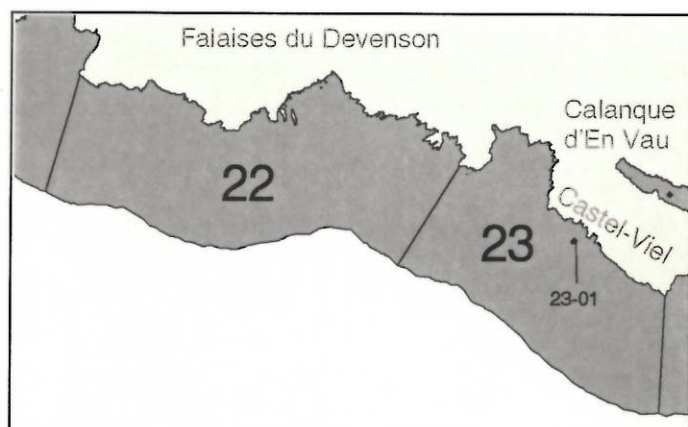 Falaises du Devenson
Calanque
d'En Vau
22
Castel-Viel
23
23-01